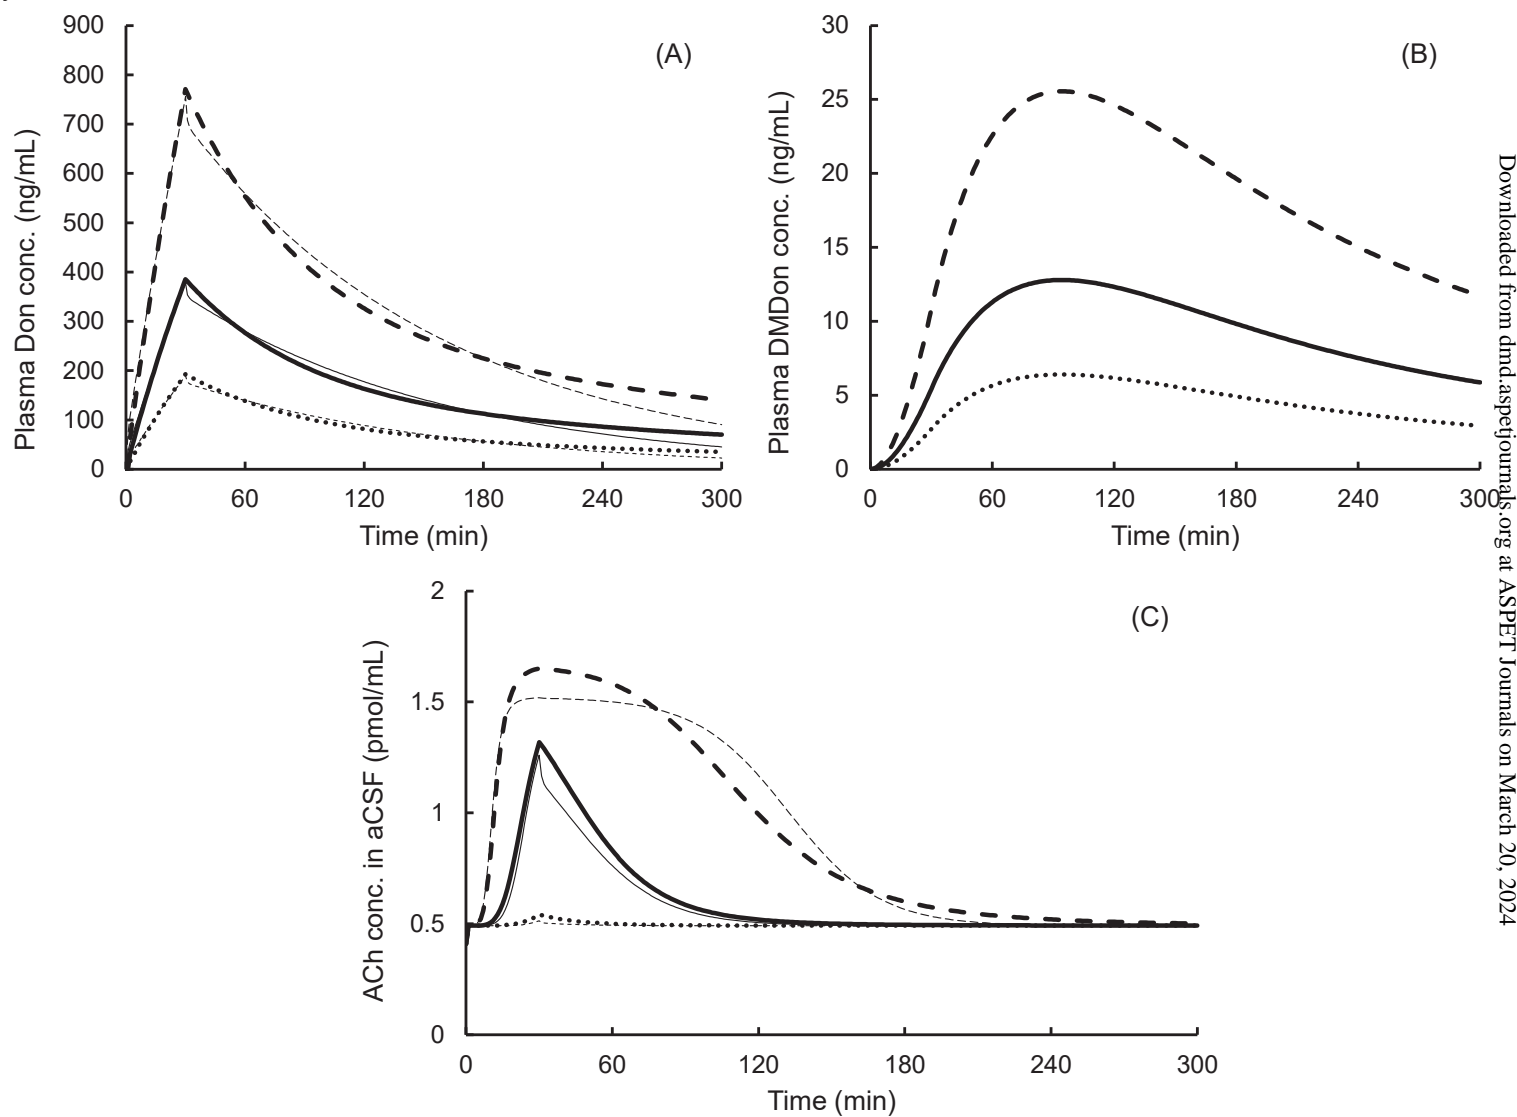 (A)
Plasma Don conc. (ng/mL)
900
800
700
600
500
400
300
200
100
0
0 60 120 180 240 300
Time (min)
(B)
Plasma DMDon conc. (ng/mL)
30
25
20
15
10
5
0
0 60 120 180 240 300
Time (min)
(C)
ACh conc. in aCSF (pmol/mL)
2
1.5
1
0.5
0
0 60 120 180 240 300
Time (min)
Downloaded from dmd.aspetjournals.org at ASPET Journals on March 20, 2024